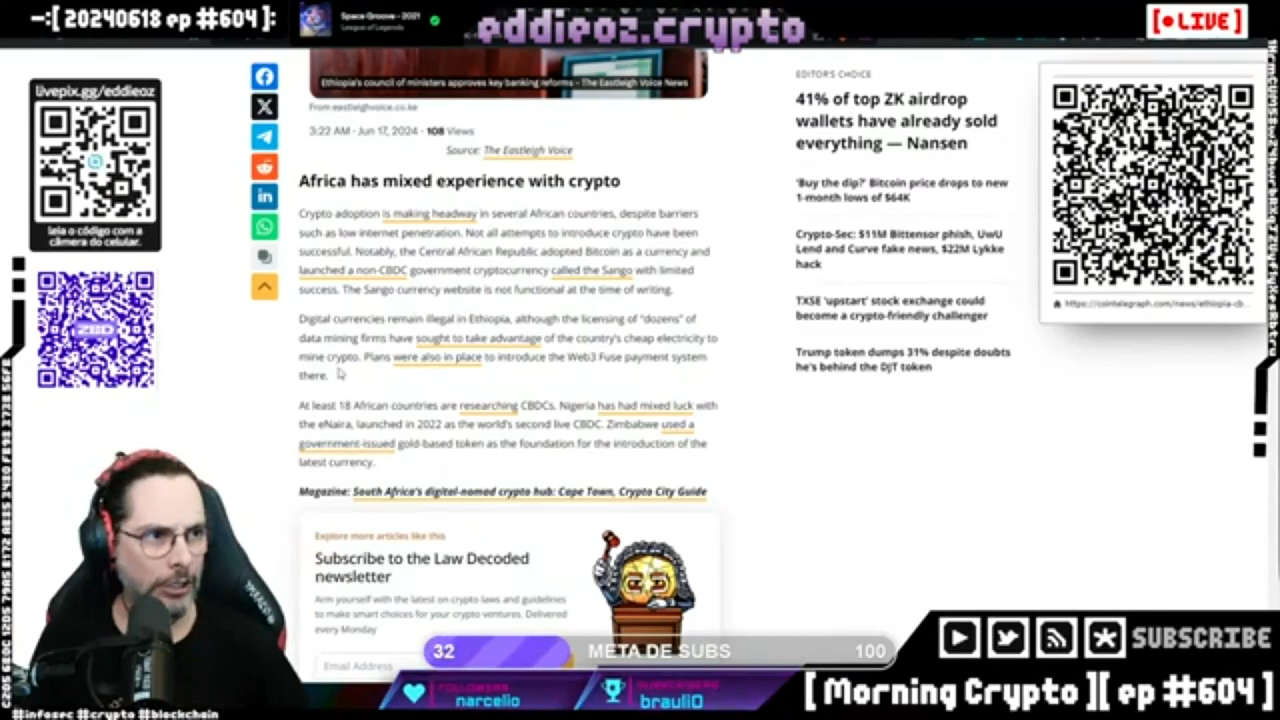 -:[ 20240618 ep #604 ]:-
Space Groove - 2021
League of Legends
eddieoz.crypto
[•LIVE]
livepix.gg/eddieoz
leia o código com a
câmera do celular.
ZBD
Ethiopia's council of ministers approves key banking reforms - The Eastleigh Voice News
From eastleighvoice.co.ke
3:22 AM · Jun 17, 2024 · 108 Views
Source: The Eastleigh Voice
Africa has mixed experience with crypto
Crypto adoption is making headway in several African countries, despite barriers
such as low internet penetration. Not all attempts to introduce crypto have been
successful. Notably, the Central African Republic adopted Bitcoin as a currency and
launched a non-CBDC government cryptocurrency called the Sango with limited
success. The Sango currency website is not functional at the time of writing.
Digital currencies remain illegal in Ethiopia, although the licensing of "dozens" of
data mining firms have sought to take advantage of the country's cheap electricity to
mine crypto. Plans were also in place to introduce the Web3 Fuse payment system
there.
At least 18 African countries are researching CBDCs. Nigeria has had mixed luck with
the eNaira, launched in 2022 as the world's second live CBDC. Zimbabwe used a
government-issued gold-based token as the foundation for the introduction of the
latest currency.
Magazine: South Africa's digital-nomad crypto hub: Cape Town, Crypto City Guide
Explore more articles like this
Subscribe to the Law Decoded
newsletter
Arm yourself with the latest on crypto laws and guidelines
to make smart choices for your crypto ventures. Delivered
every Monday
Email Address
EDITOR'S CHOICE
41% of top ZK airdrop
wallets have already sold
everything — Nansen
'Buy the dip?' Bitcoin price drops to new
1-month lows of $64K
Crypto-Sec: $11M Bittensor phish, UwU
Lend and Curve fake news, $22M Lykke
hack
TXSE 'upstart' stock exchange could
become a crypto-friendly challenger
Trump token dumps 31% despite doubts
he's behind the DJT token
https://cointelegraph.com/news/ethiopia-cb...
32 META DE SUBS 100
FOLLOWERS
narcelio
SUBSCRIBERS
braull0
SUBSCRIBE
[ Morning Crypto ][ ep #604 ]
#infosec #crypto #blockchain